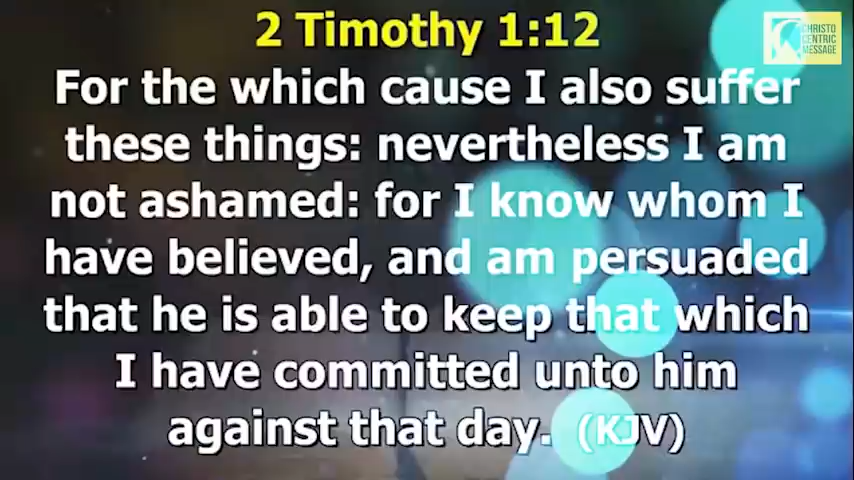 2 Timothy 1:12
For the which cause I also suffer
these things: nevertheless I am
not ashamed: for I know whom I
have believed, and am persuaded
that he is able to keep that which
I have committed unto him
against that day. (KJV)
CHRISTO
CENTRIC
MESSAGE